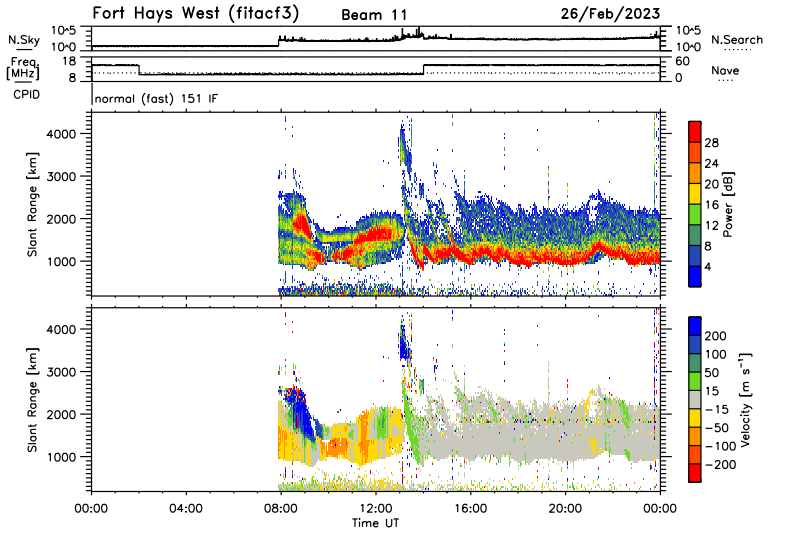 Fort Hays West (fitacf3) Beam 11 26/Feb/2023
N.Sky 10^5 10^0 10^5 10^0 N.Search
Freq. [MHz] 18 8 60 0 Nave
CPID normal (fast) 151 IF
Slant Range [km] 4000 3000 2000 1000
Power [dB] 28 24 20 16 12 8 4
Slant Range [km] 4000 3000 2000 1000
Velocity [m s⁻¹] 200 100 50 15 -15 -50 -100 -200
00:00 04:00 08:00 12:00 16:00 20:00 00:00
Time UT